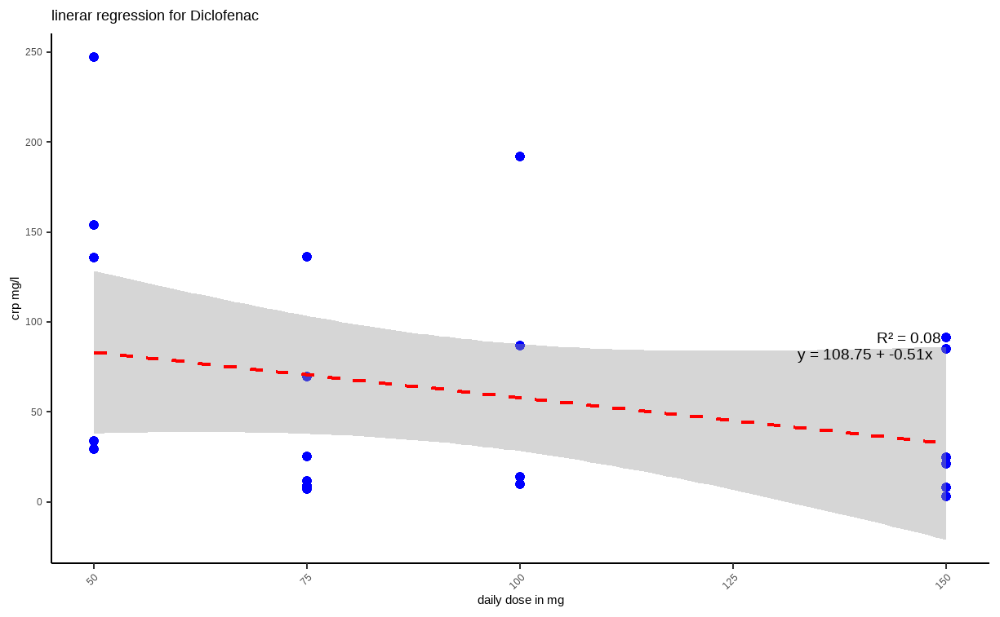 linerar regression for Diclofenac
250
200
150
100
50
0
crp mg/l
R² = 0.08
y = 108.75 + -0.51x
50
75
100
125
150
daily dose in mg